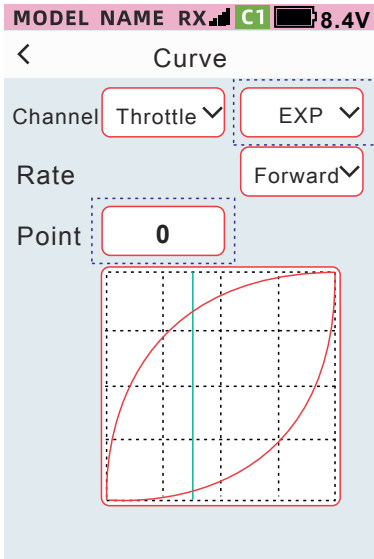 MODEL NAME RX C1 8.4V
Curve
Channel Throttle EXP
Rate Forward
Point 0